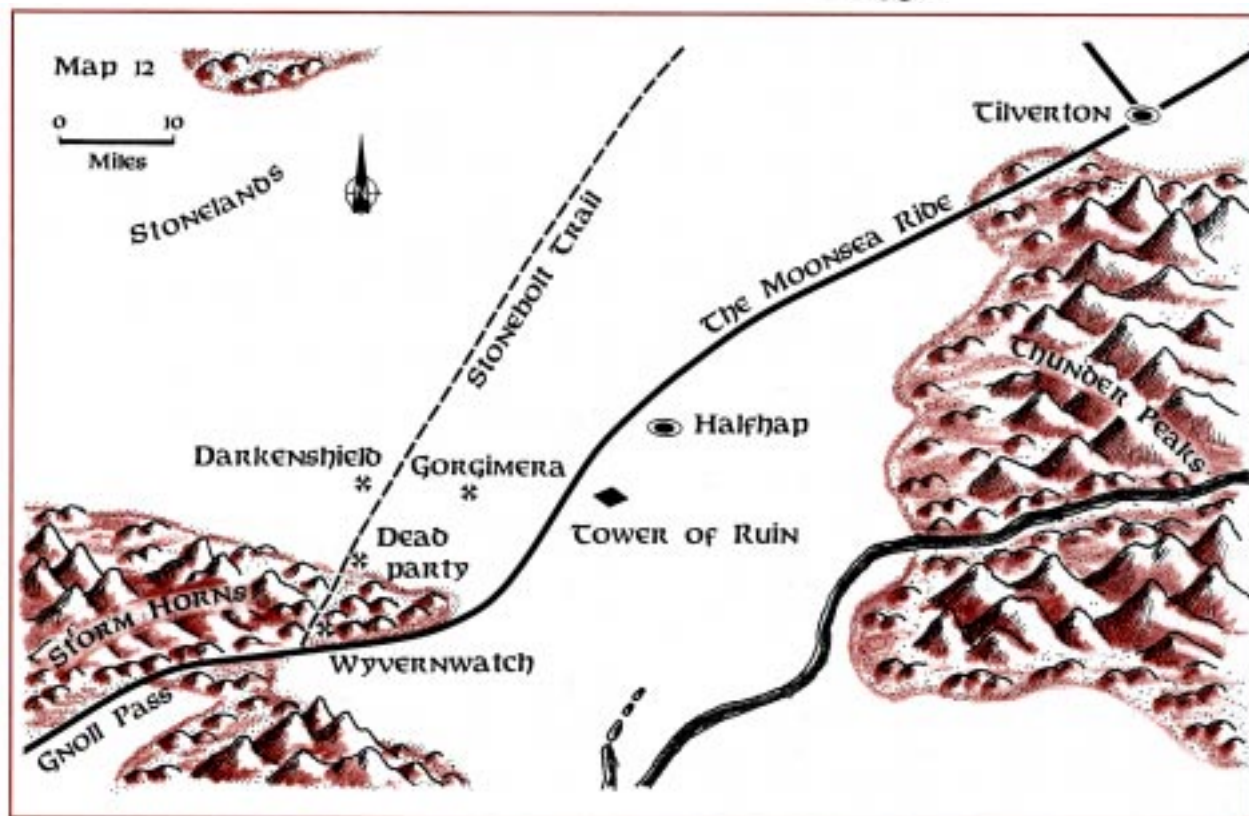 Map 12
0 10
Miles
Stonelands
N
Tilverton
The Moonsea Ride
Stonebolt Trail
Thunder Peaks
Halfhap
Darkenshield
Gorgimera
Tower of Ruin
Dead
party
Storm Horns
Wyvernwatch
Gnoll Pass